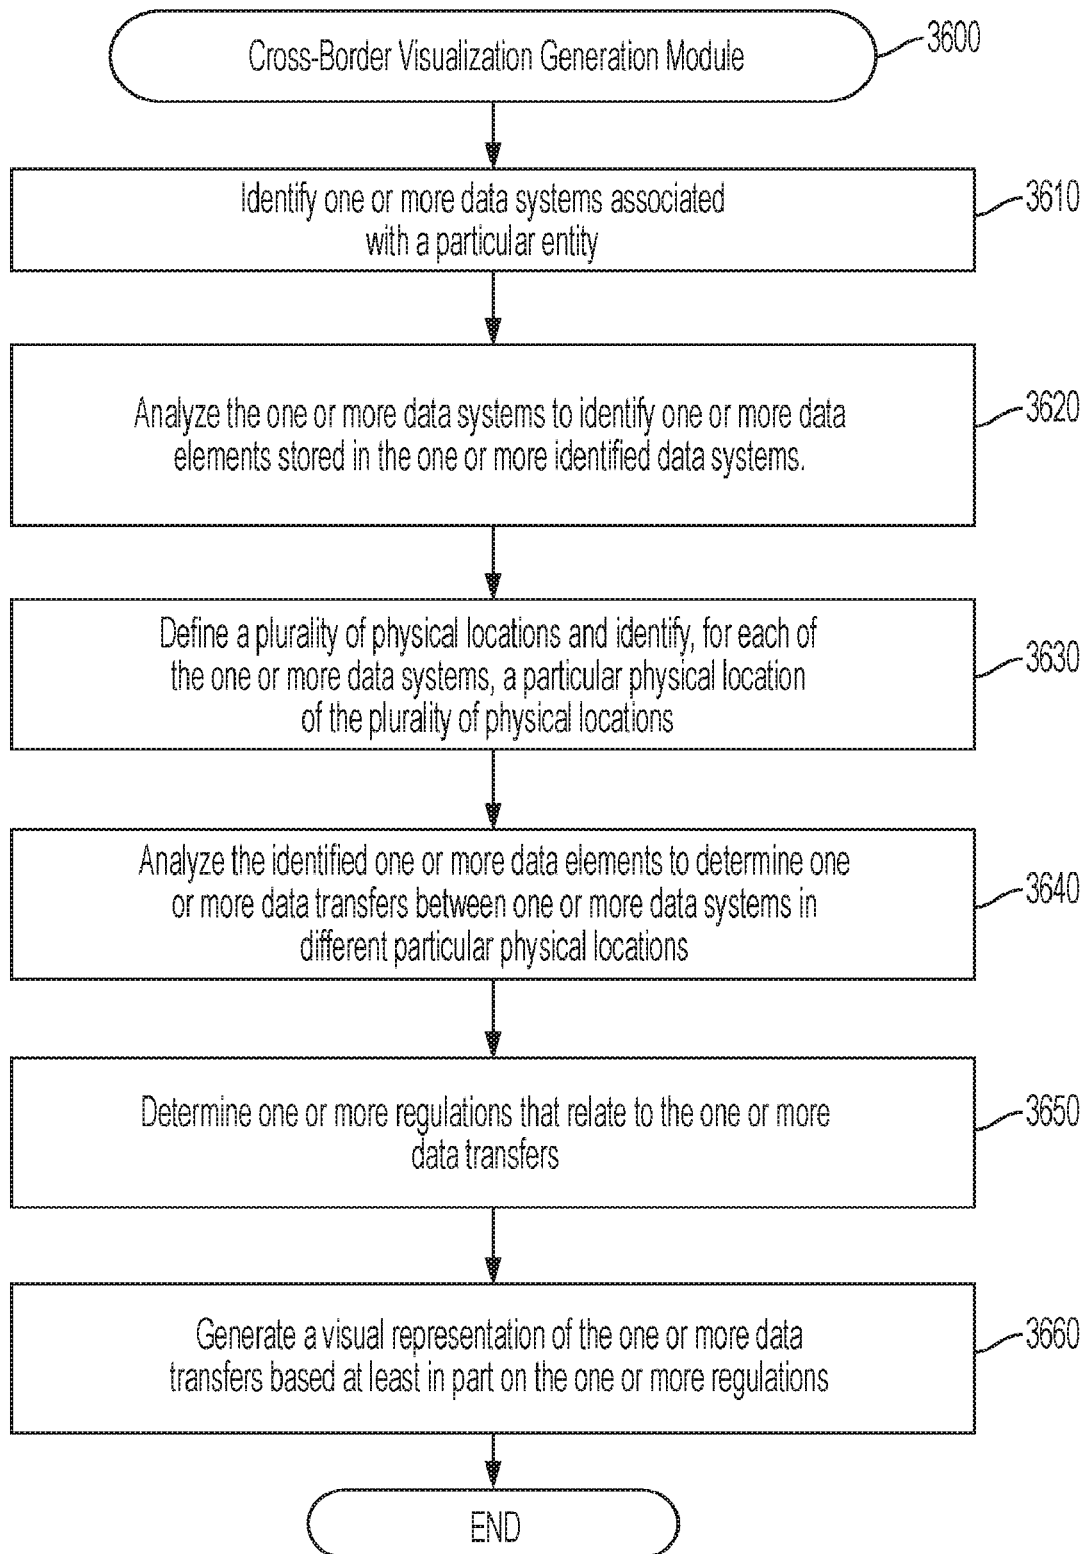 Cross-Border Visualization Generation Module
3600
Identify one or more data systems associated
with a particular entity
3610
Analyze the one or more data systems to identify one or more data
elements stored in the one or more identified data systems.
3620
Define a plurality of physical locations and identify, for each of
the one or more data systems, a particular physical location
of the plurality of physical locations
3630
Analyze the identified one or more data elements to determine one
or more data transfers between one or more data systems in
different particular physical locations
3640
Determine one or more regulations that relate to the one or more
data transfers
3650
Generate a visual representation of the one or more data
transfers based at least in part on the one or more regulations
3660
END